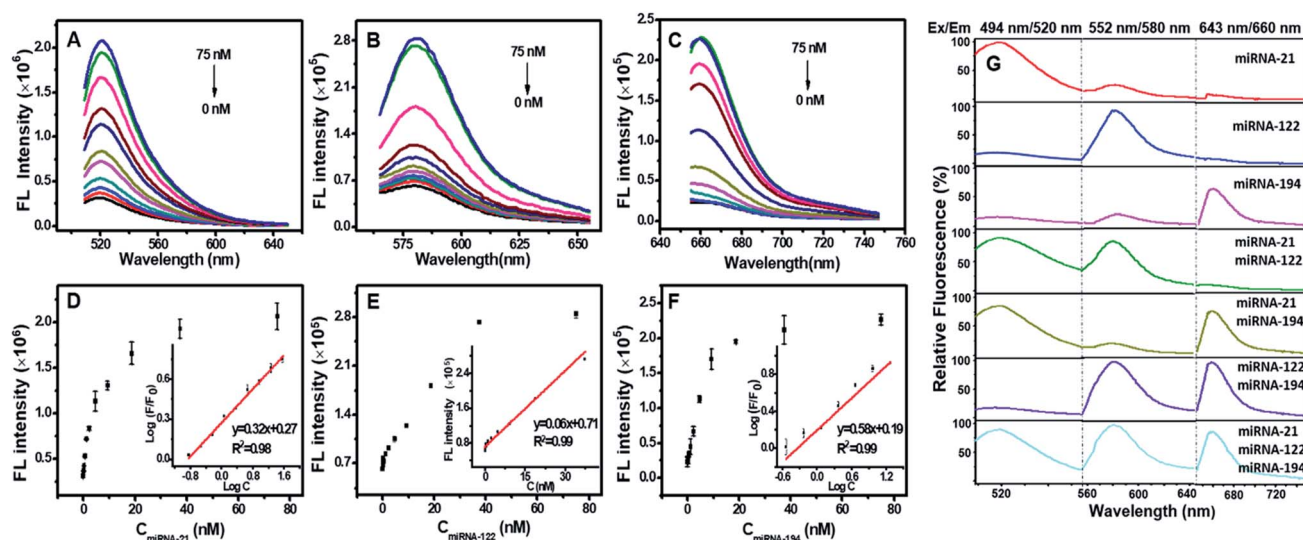 A
75 nM
0 nM
FL Intensity (×10⁶)
2.0
1.5
1.0
0.5
0.0
520 560 600 640
Wavelength (nm)
B
75 nM
0 nM
FL intensity (×10⁵)
2.8
2.1
1.4
0.7
0.0
575 600 625 650
Wavelength(nm)
C
75 nM
0 nM
FL intensity (×10⁵)
2.5
2.0
1.5
1.0
0.5
0.0
640 660 680 700 720 740 760
Wavelength(nm)
D
FL intensity (×10⁶)
2.0
1.5
1.0
0.5
0.0
0 20 40 60 80
C miRNA-21 (nM)
Log (F/F₀)
0.6
0.3
0.0
-0.8 0.0 0.8 1.6
Log C
y=0.32x+0.27
R²=0.98
E
FL intensity (×10⁵)
2.8
2.1
1.4
0.7
0 20 40 60 80
C miRNA-122 (nM)
FL intensity (×10⁵)
2.4
1.6
0.8
0 15 30
C (nM)
y=0.06x+0.71
R²=0.99
F
FL intensity (×10⁵)
2.5
2.0
1.5
1.0
0.5
0.0
0 20 40 60 80
C miRNA-194 (nM)
Log (F/F₀)
0.8
0.4
0.0
-0.6 0.0 0.6 1.2
Log C
y=0.58x+0.19
R²=0.99
Ex/Em 494 nm/520 nm 552 nm/580 nm 643 nm/660 nm
G
Relative Fluorescence (%)
100
50
miRNA-21
100
50
miRNA-122
100
50
miRNA-194
100
50
miRNA-21
miRNA-122
100
50
miRNA-21
miRNA-194
100
50
miRNA-122
miRNA-194
100
50
miRNA-21
miRNA-122
miRNA-194
520 560 580 600 640 680 720
Wavelength (nm)